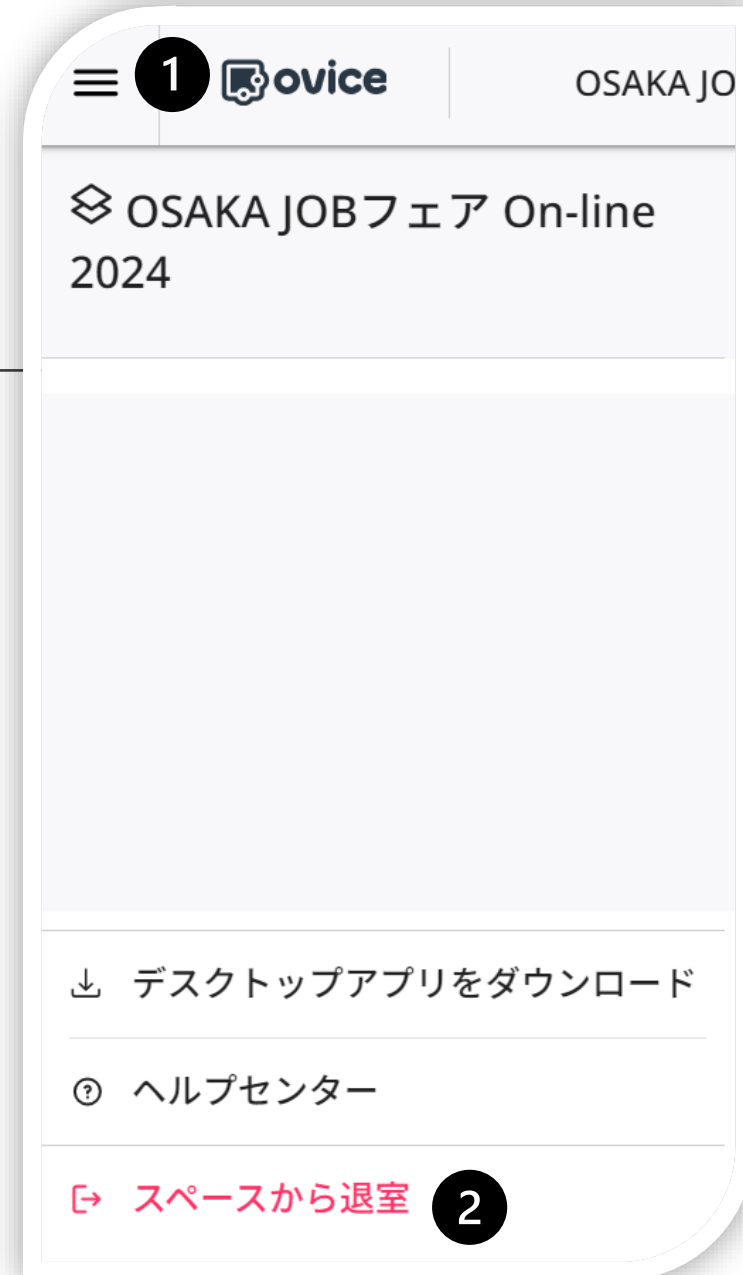 1 ovice OSAKA JO
OSAKA JOBフェア On-line
2024
デスクトップアプリをダウンロード
ヘルプセンター
スペースから退室 2